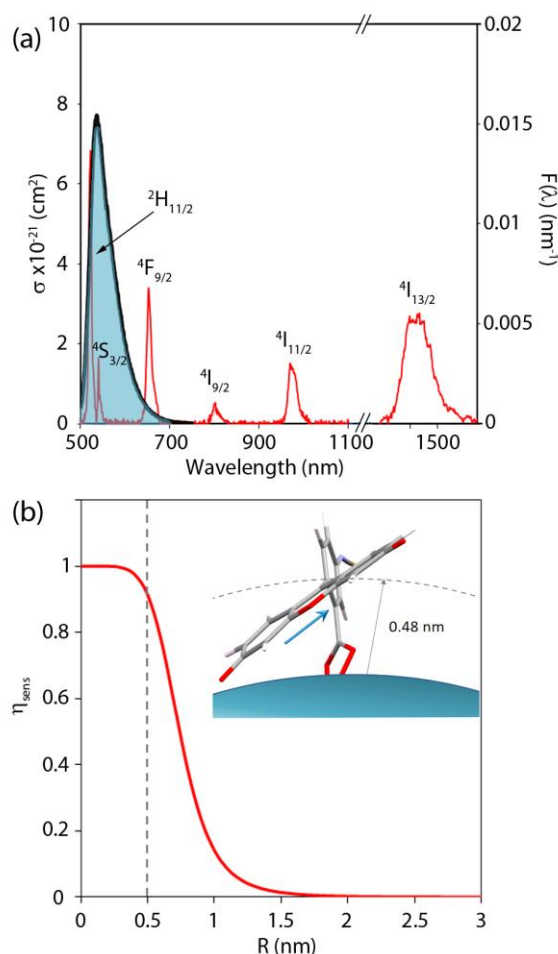 (a)
10
8
6
4
2
0
σ x10⁻²¹ (cm²)
0.02
0.015
0.01
0.005
0
F(λ) (nm⁻¹)
²H₁₁/₂
⁴F₉/₂
⁴S₃/₂
⁴I₉/₂
⁴I₁₁/₂
⁴I₁₃/₂
500 700 900 1100 1500
Wavelength (nm)
(b)
1
0.8
0.6
0.4
0.2
0
ηsens
0.48 nm
0 0.5 1 1.5 2 2.5 3
R (nm)